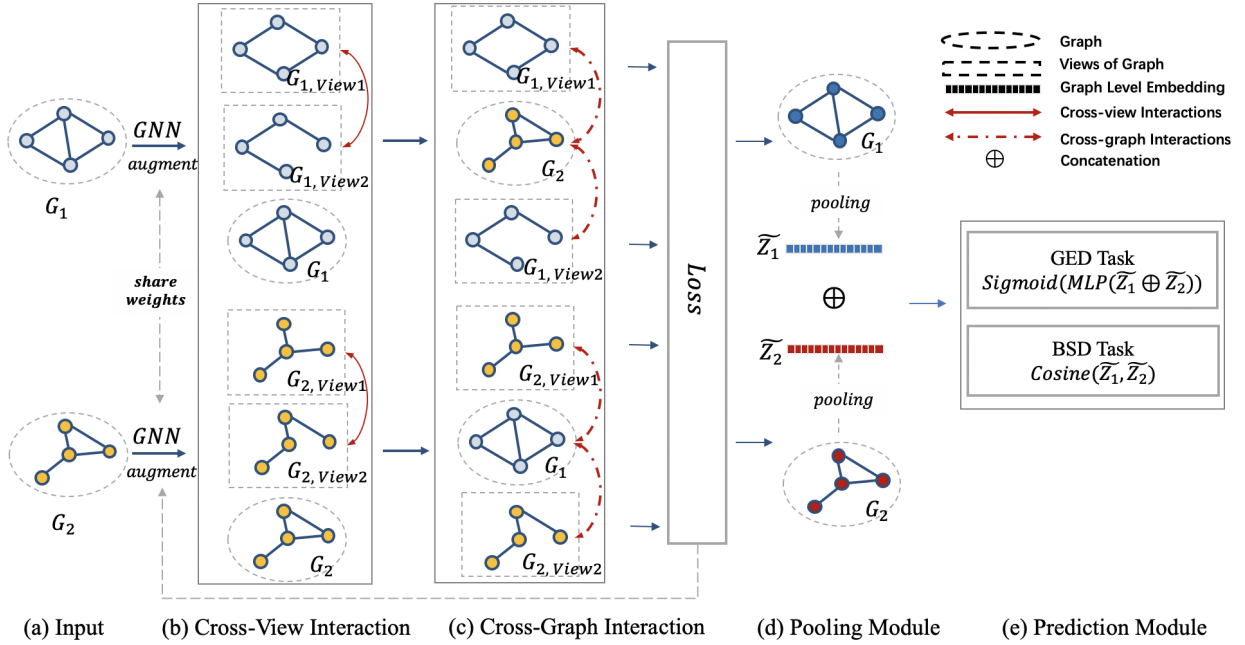 GNN
augment
G₁
share
weights
GNN
augment
G₂
(a) Input
G₁,View1
G₁,View2
G₁
G₂,View1
G₂,View2
G₂
(b) Cross-View Interaction
G₁,View1
G₂
G₁,View2
G₂,View1
G₁
G₂,View2
(c) Cross-Graph Interaction
Loss
G₁
pooling
Z̃₁
⊕
Z̃₂
pooling
G₂
(d) Pooling Module
Graph
Views of Graph
Graph Level Embedding
Cross-view Interactions
Cross-graph Interactions
⊕ Concatenation
GED Task
Sigmoid(MLP(Z̃₁ ⊕ Z̃₂))
BSD Task
Cosine(Z̃₁, Z̃₂)
(e) Prediction Module